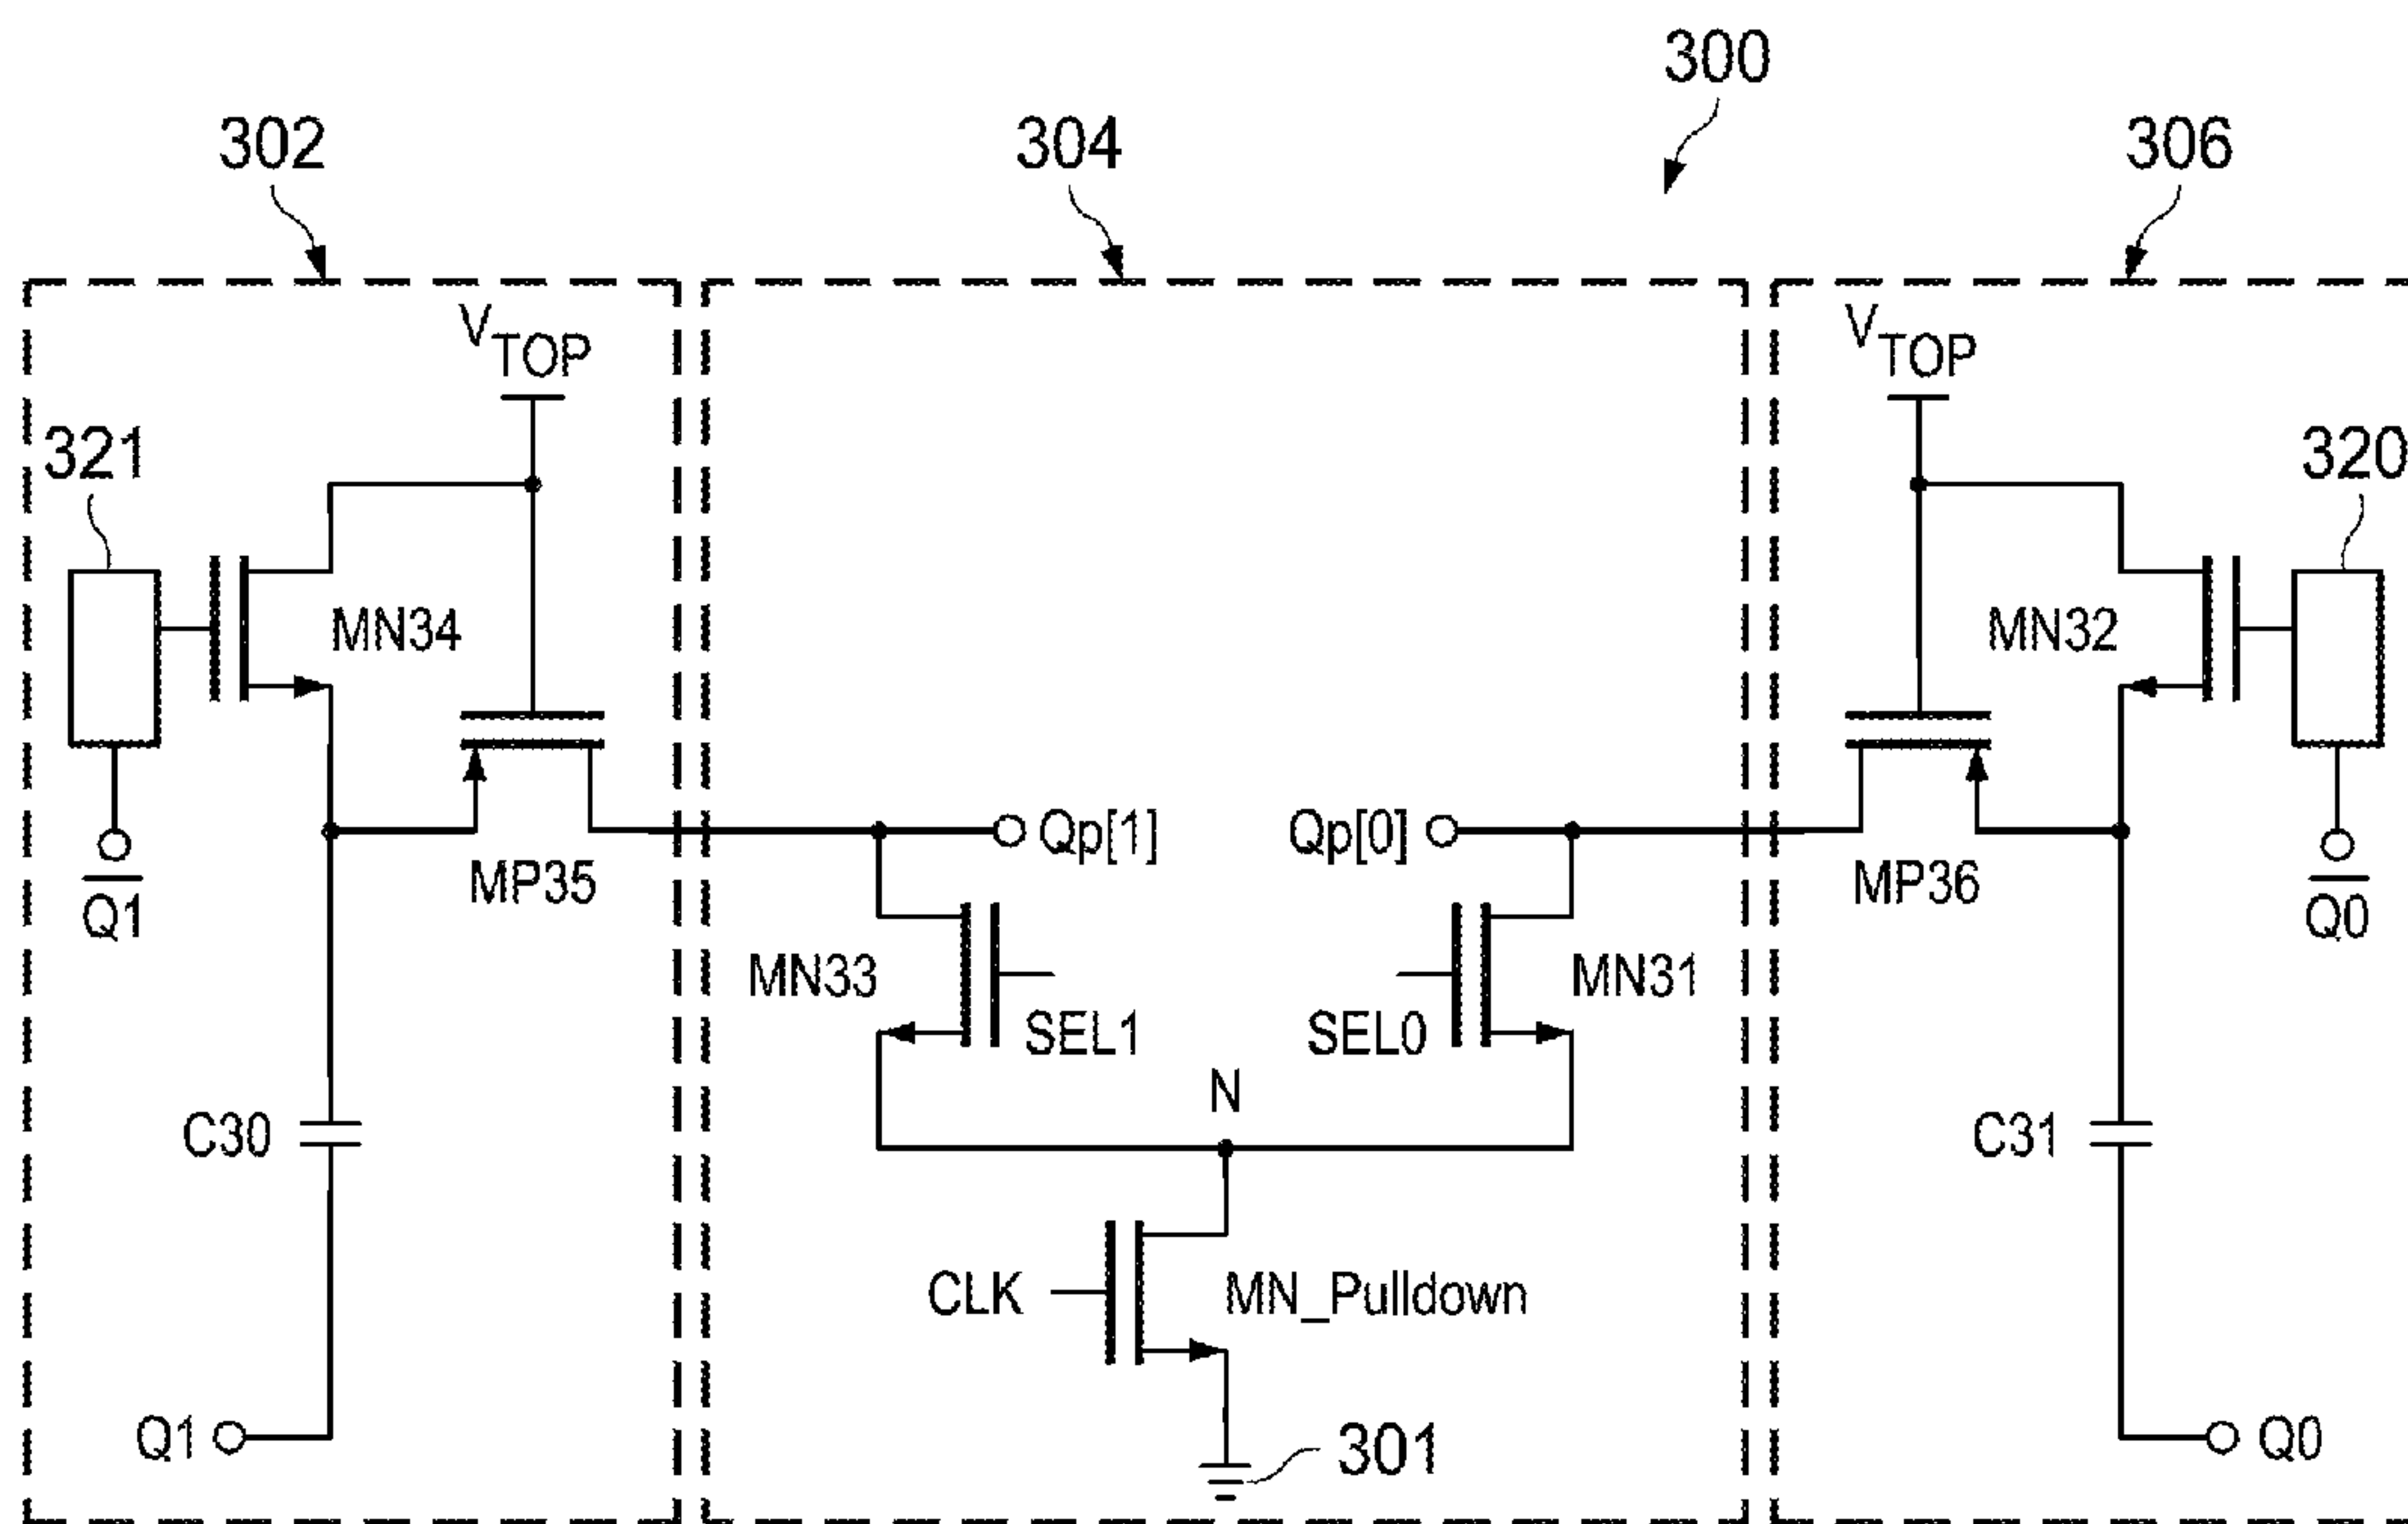 300
302
304
306
VTOP
VTOP
321
320
MN34
MN32
Q1
MP35
Qp[1]
Qp[0]
MP36
Q0
MN33
SEL1
SEL0
MN31
N
C30
C31
CLK
MN_Pulldown
Q1
301
Q0